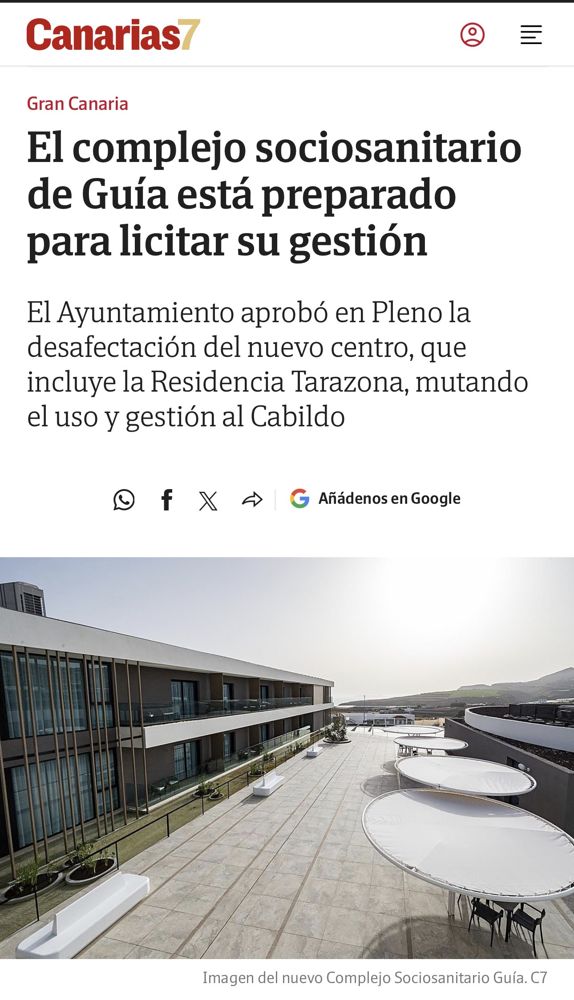 Canarias7
Gran Canaria
El complejo sociosanitario
de Guía está preparado
para licitar su gestión
El Ayuntamiento aprobó en Pleno la
desafectación del nuevo centro, que
incluye la Residencia Tarazona, mutando
el uso y gestión al Cabildo
Añádenos en Google
Imagen del nuevo Complejo Sociosanitario Guía. C7